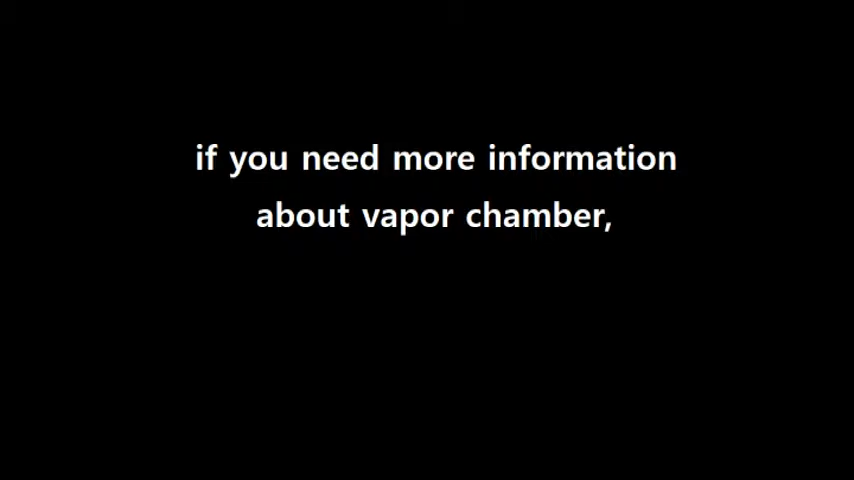 if you need more information
about vapor chamber,